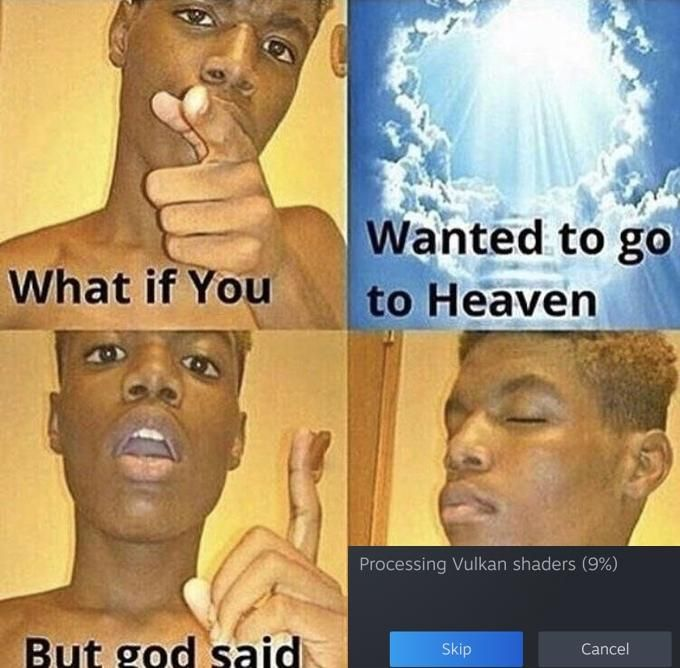 What if You
Wanted to go
to Heaven
But god said
Processing Vulkan shaders (9%)
Skip
Cancel